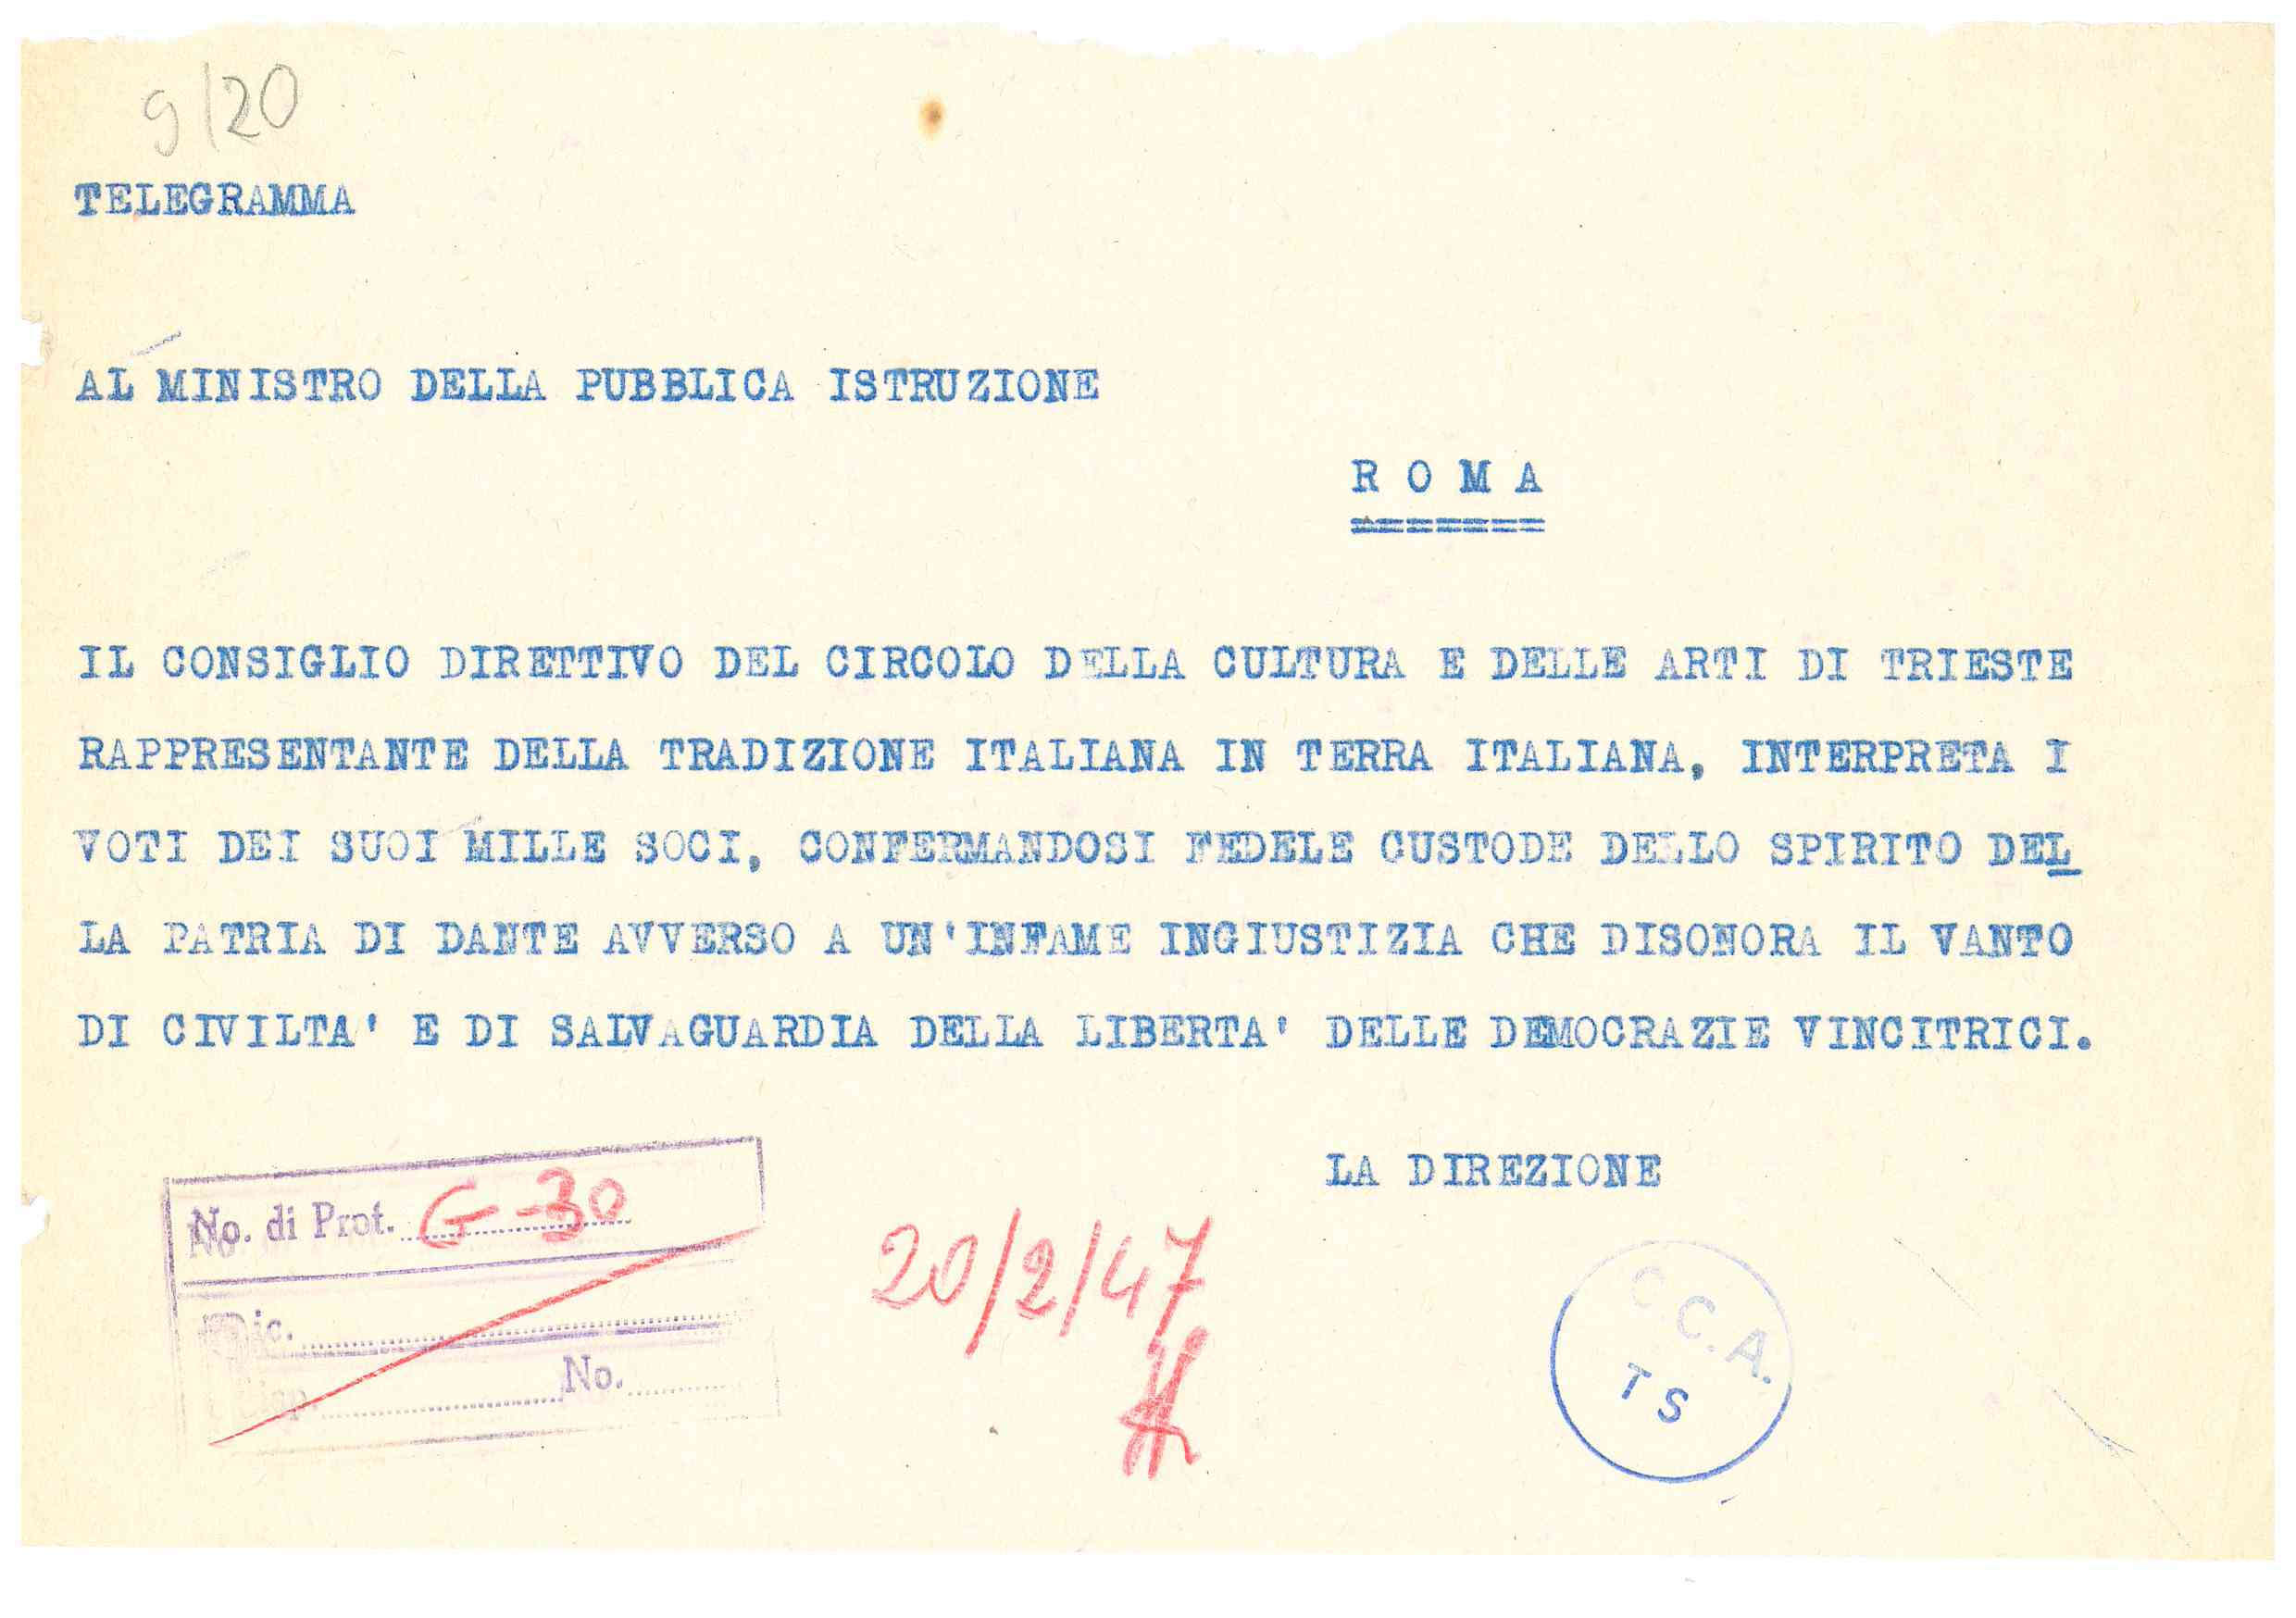 9/20
TELEGRAMMA
AL MINISTRO DELLA PUBBLICA ISTRUZIONE
R O M A
=======
IL CONSIGLIO DIRETTIVO DEL CIRCOLO DELLA CULTURA E DELLE ARTI DI TRIESTE
RAPPRESENTANTE DELLA TRADIZIONE ITALIANA IN TERRA ITALIANA, INTERPRETA I
VOTI DEI SUOI MILLE SOCI, CONFERMANDOSI FEDELE CUSTODE DELLO SPIRITO DEL
LA PATRIA DI DANTE AVVERSO A UN'INFAME INGIUSTIZIA CHE DISONORA IL VANTO
DI CIVILTA' E DI SALVAGUARDIA DELLA LIBERTA' DELLE DEMOCRAZIE VINCITRICI.
LA DIREZIONE
No. di Prot. G-30
No.
20/2/47
C.C.A.
TS